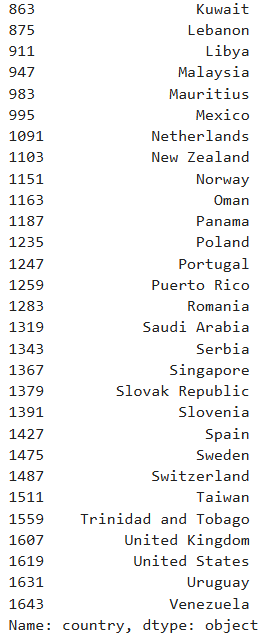 863 Kuwait
875 Lebanon
911 Libya
947 Malaysia
983 Mauritius
995 Mexico
1091 Netherlands
1103 New Zealand
1151 Norway
1163 Oman
1187 Panama
1235 Poland
1247 Portugal
1259 Puerto Rico
1283 Romania
1319 Saudi Arabia
1343 Serbia
1367 Singapore
1379 Slovak Republic
1391 Slovenia
1427 Spain
1475 Sweden
1487 Switzerland
1511 Taiwan
1559 Trinidad and Tobago
1607 United Kingdom
1619 United States
1631 Uruguay
1643 Venezuela
Name: country, dtype: object